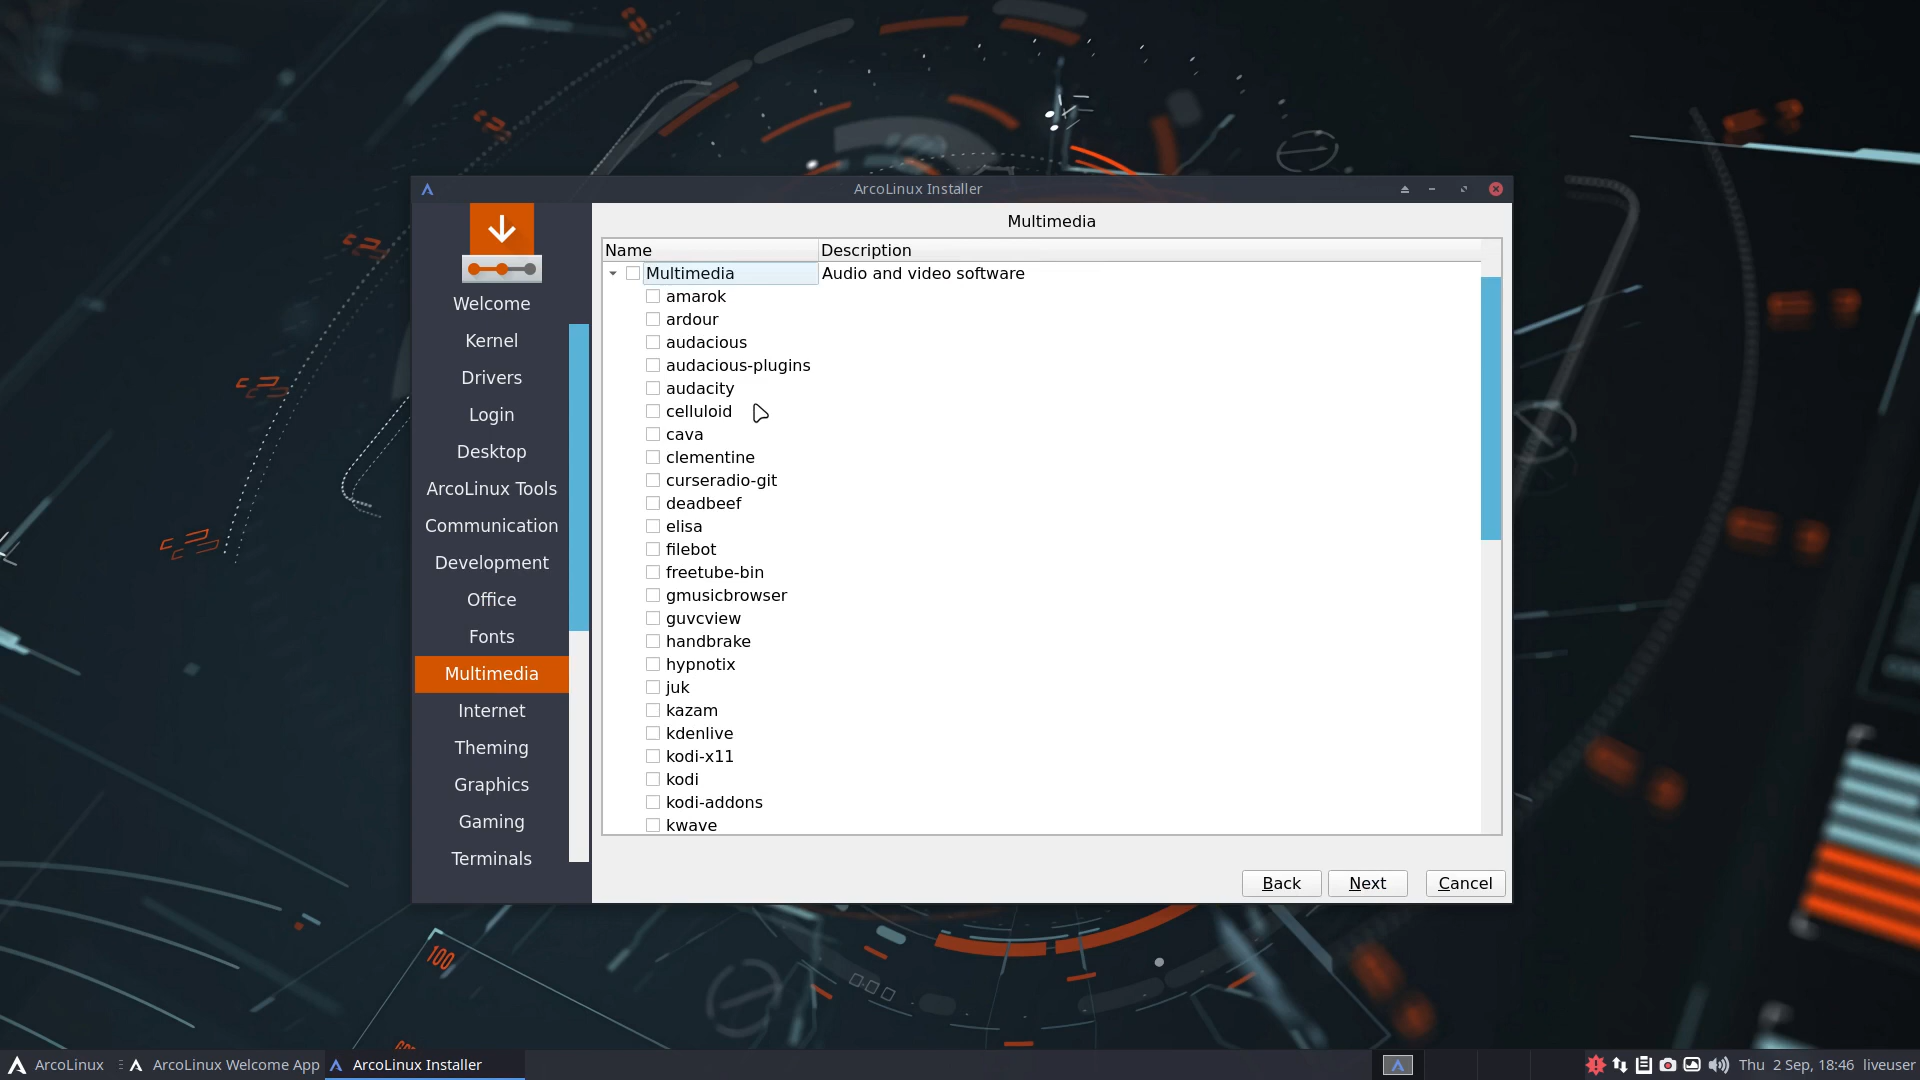 ArcoLinux Installer
Welcome
Kernel
Drivers
Login
Desktop
ArcoLinux Tools
Communication
Development
Office
Fonts
Multimedia
Internet
Theming
Graphics
Gaming
Terminals
Multimedia
Name Description
Multimedia Audio and video software
amarok
ardour
audacious
audacious-plugins
audacity
celluloid
cava
clementine
curseradio-git
deadbeef
elisa
filebot
freetube-bin
gmusicbrowser
guvcview
handbrake
hypnotix
juk
kazam
kdenlive
kodi-x11
kodi
kodi-addons
kwave
Back Next Cancel
100
ArcoLinux ArcoLinux Welcome App ArcoLinux Installer Thu 2 Sep, 18:46 liveuser